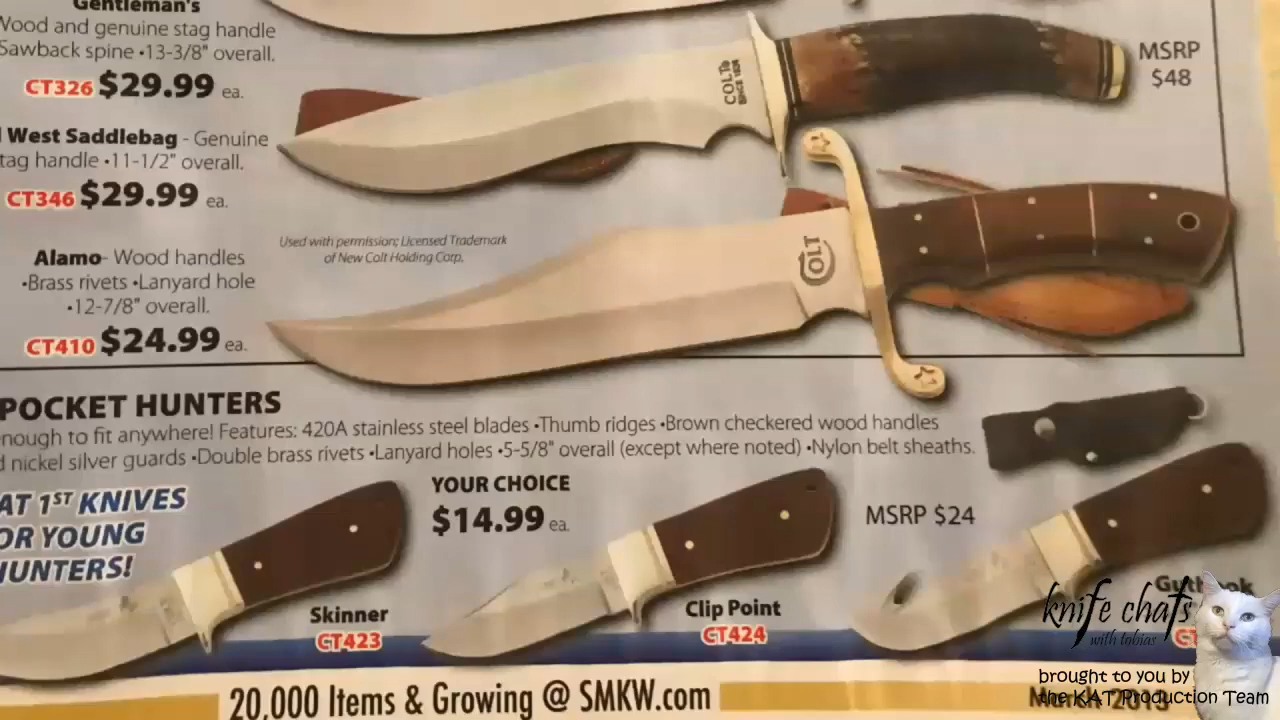 Gentleman's
Wood and genuine stag handle
Sawback spine •13-3/8" overall.
CT326 $29.99 ea.
West Saddlebag - Genuine
tag handle •11-1/2" overall.
CT346 $29.99 ea.
Alamo- Wood handles
•Brass rivets •Lanyard hole
•12-7/8" overall.
CT410 $24.99 ea.
MSRP
$48
COLT
SINCE 1836
COLT
Used with permission; Licensed Trademark
of New Colt Holding Corp.
POCKET HUNTERS
nough to fit anywhere! Features: 420A stainless steel blades •Thumb ridges •Brown checkered wood handles
d nickel silver guards •Double brass rivets •Lanyard holes •5-5/8" overall (except where noted) •Nylon belt sheaths.
AT 1ST KNIVES
OR YOUNG
HUNTERS!
YOUR CHOICE
$14.99 ea.
MSRP $24
Skinner
CT423
Clip Point
CT424
CT
knife chats
with tobias
brought to you by
the KAT Production Team
20,000 Items & Growing @ SMKW.com